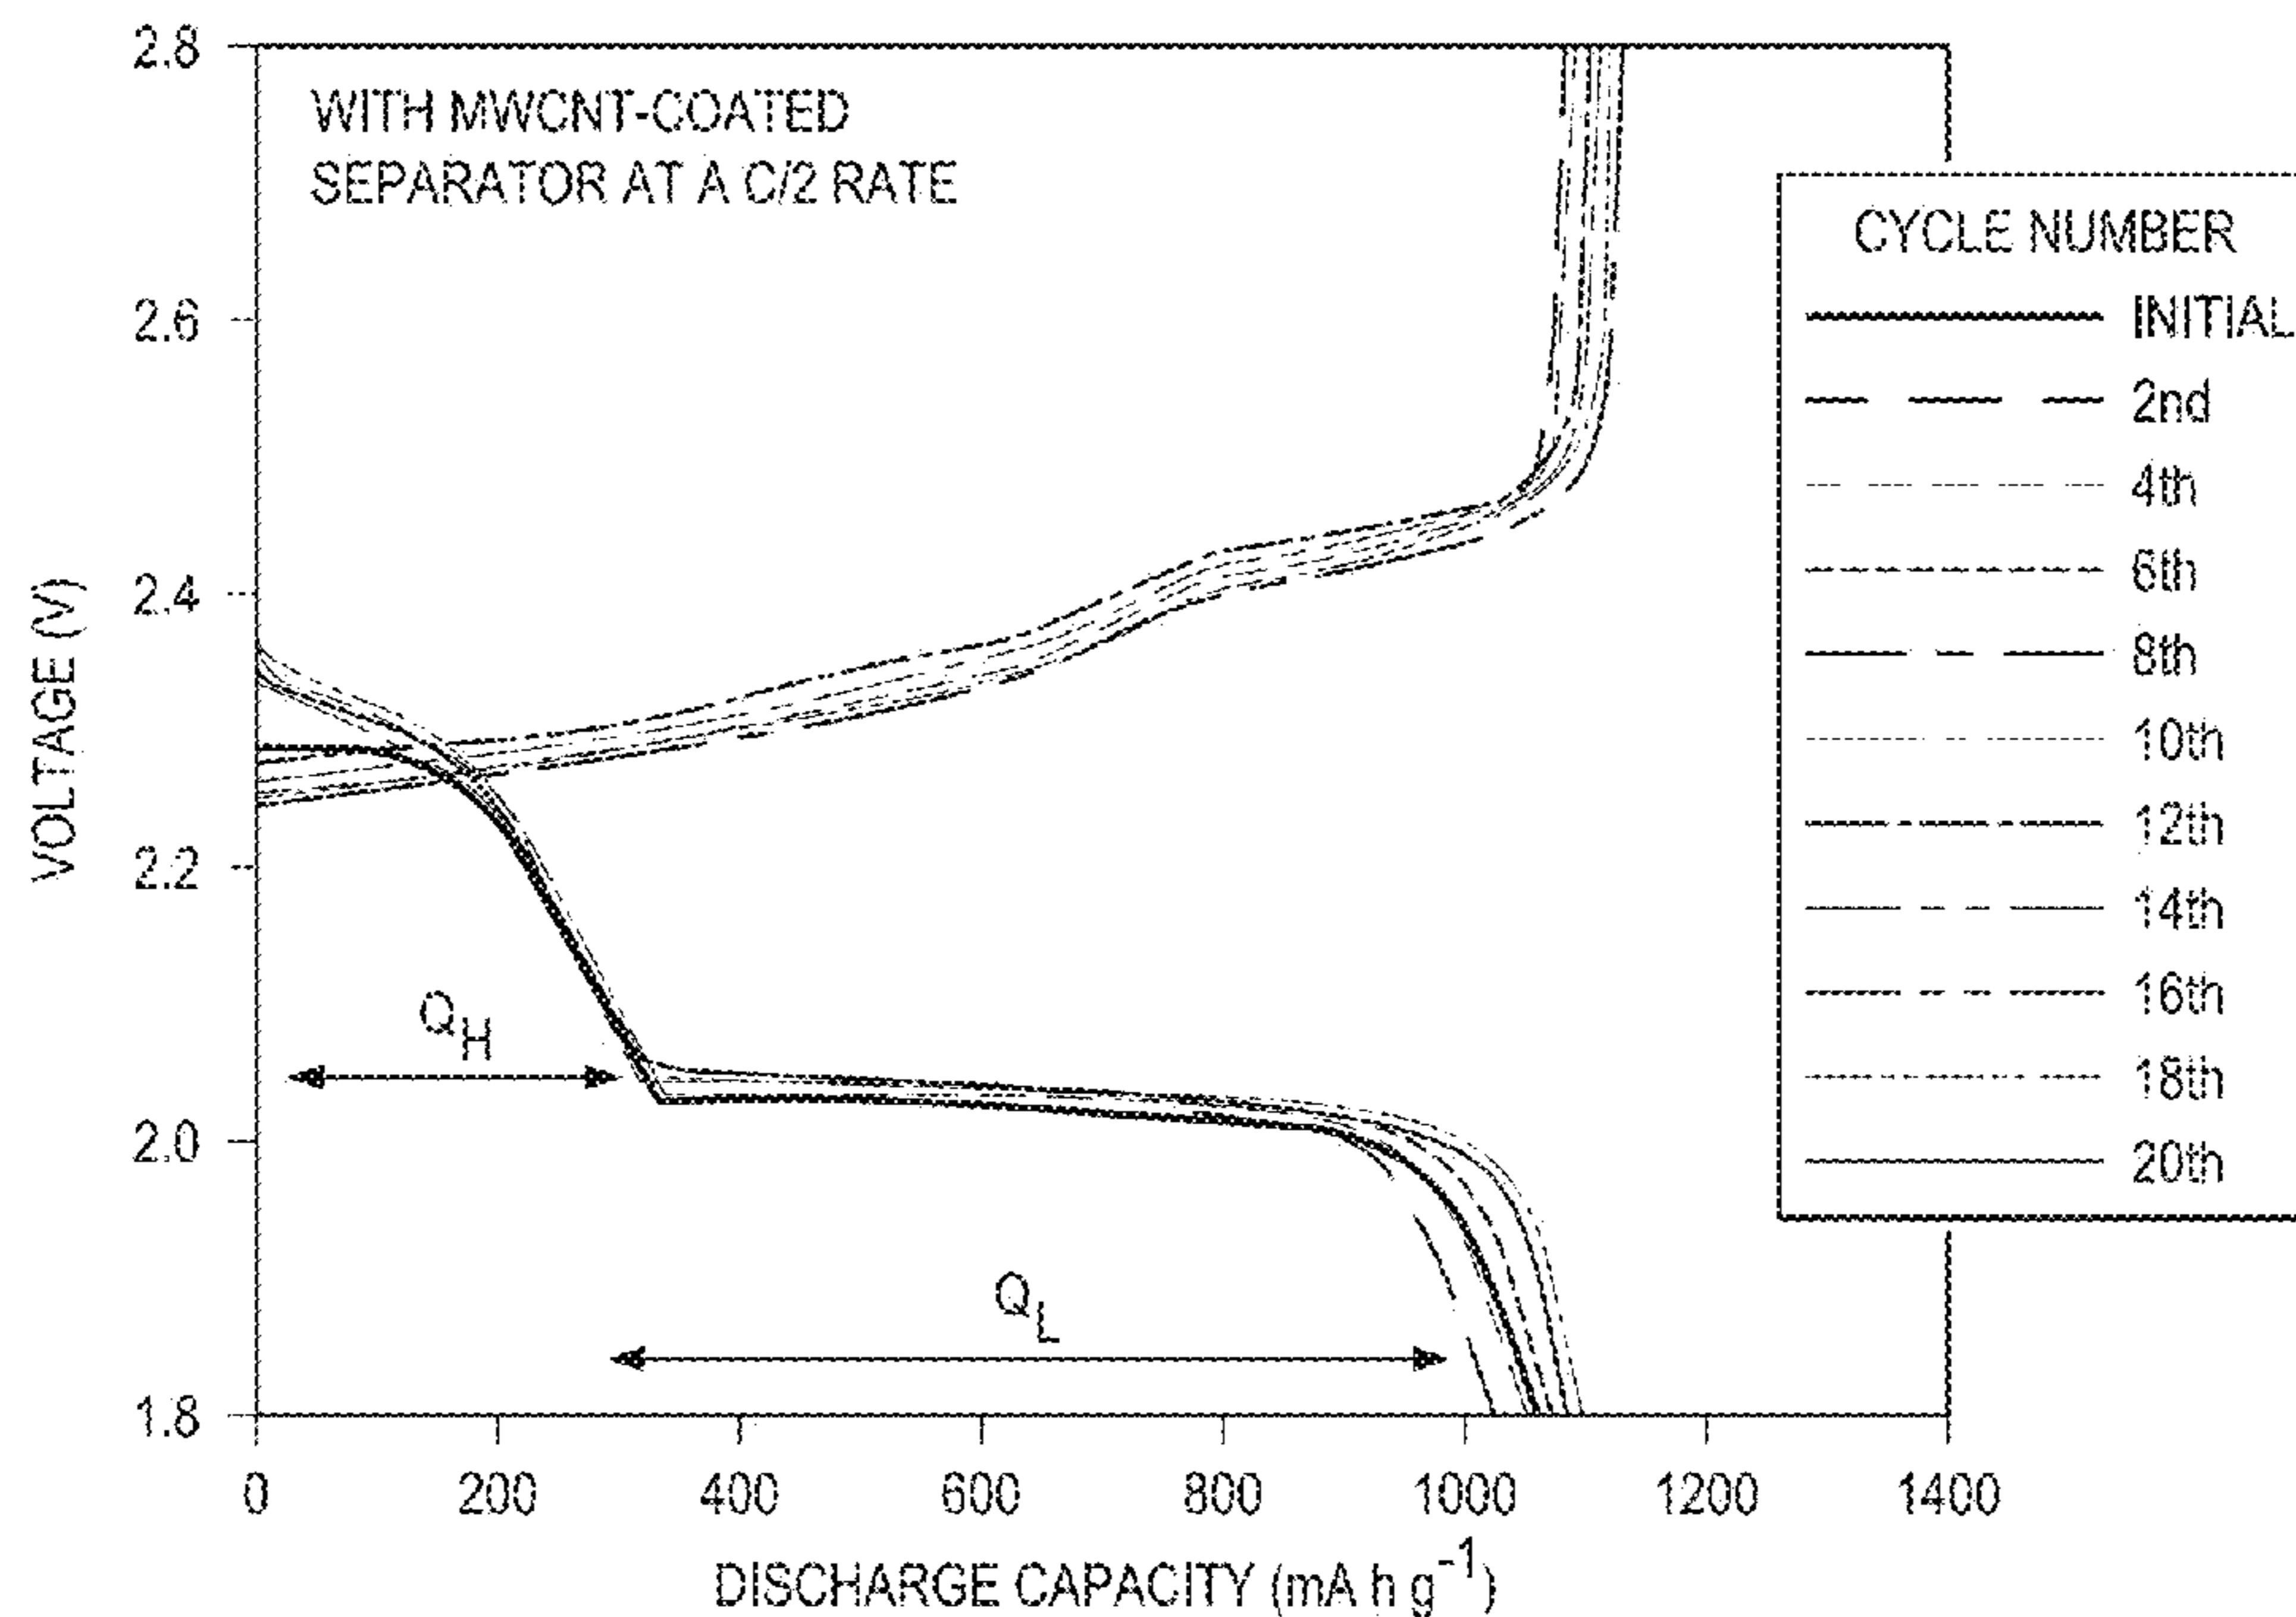 2.8
2.6
2.4
2.2
2.0
1.8
VOLTAGE (V)
WITH MWCNT-COATED
SEPARATOR AT A C/2 RATE
Q_H
Q_L
0 200 400 600 800 1000 1200 1400
DISCHARGE CAPACITY (mA h g⁻¹)
CYCLE NUMBER
INITIAL
2nd
4th
6th
8th
10th
12th
14th
16th
18th
20th